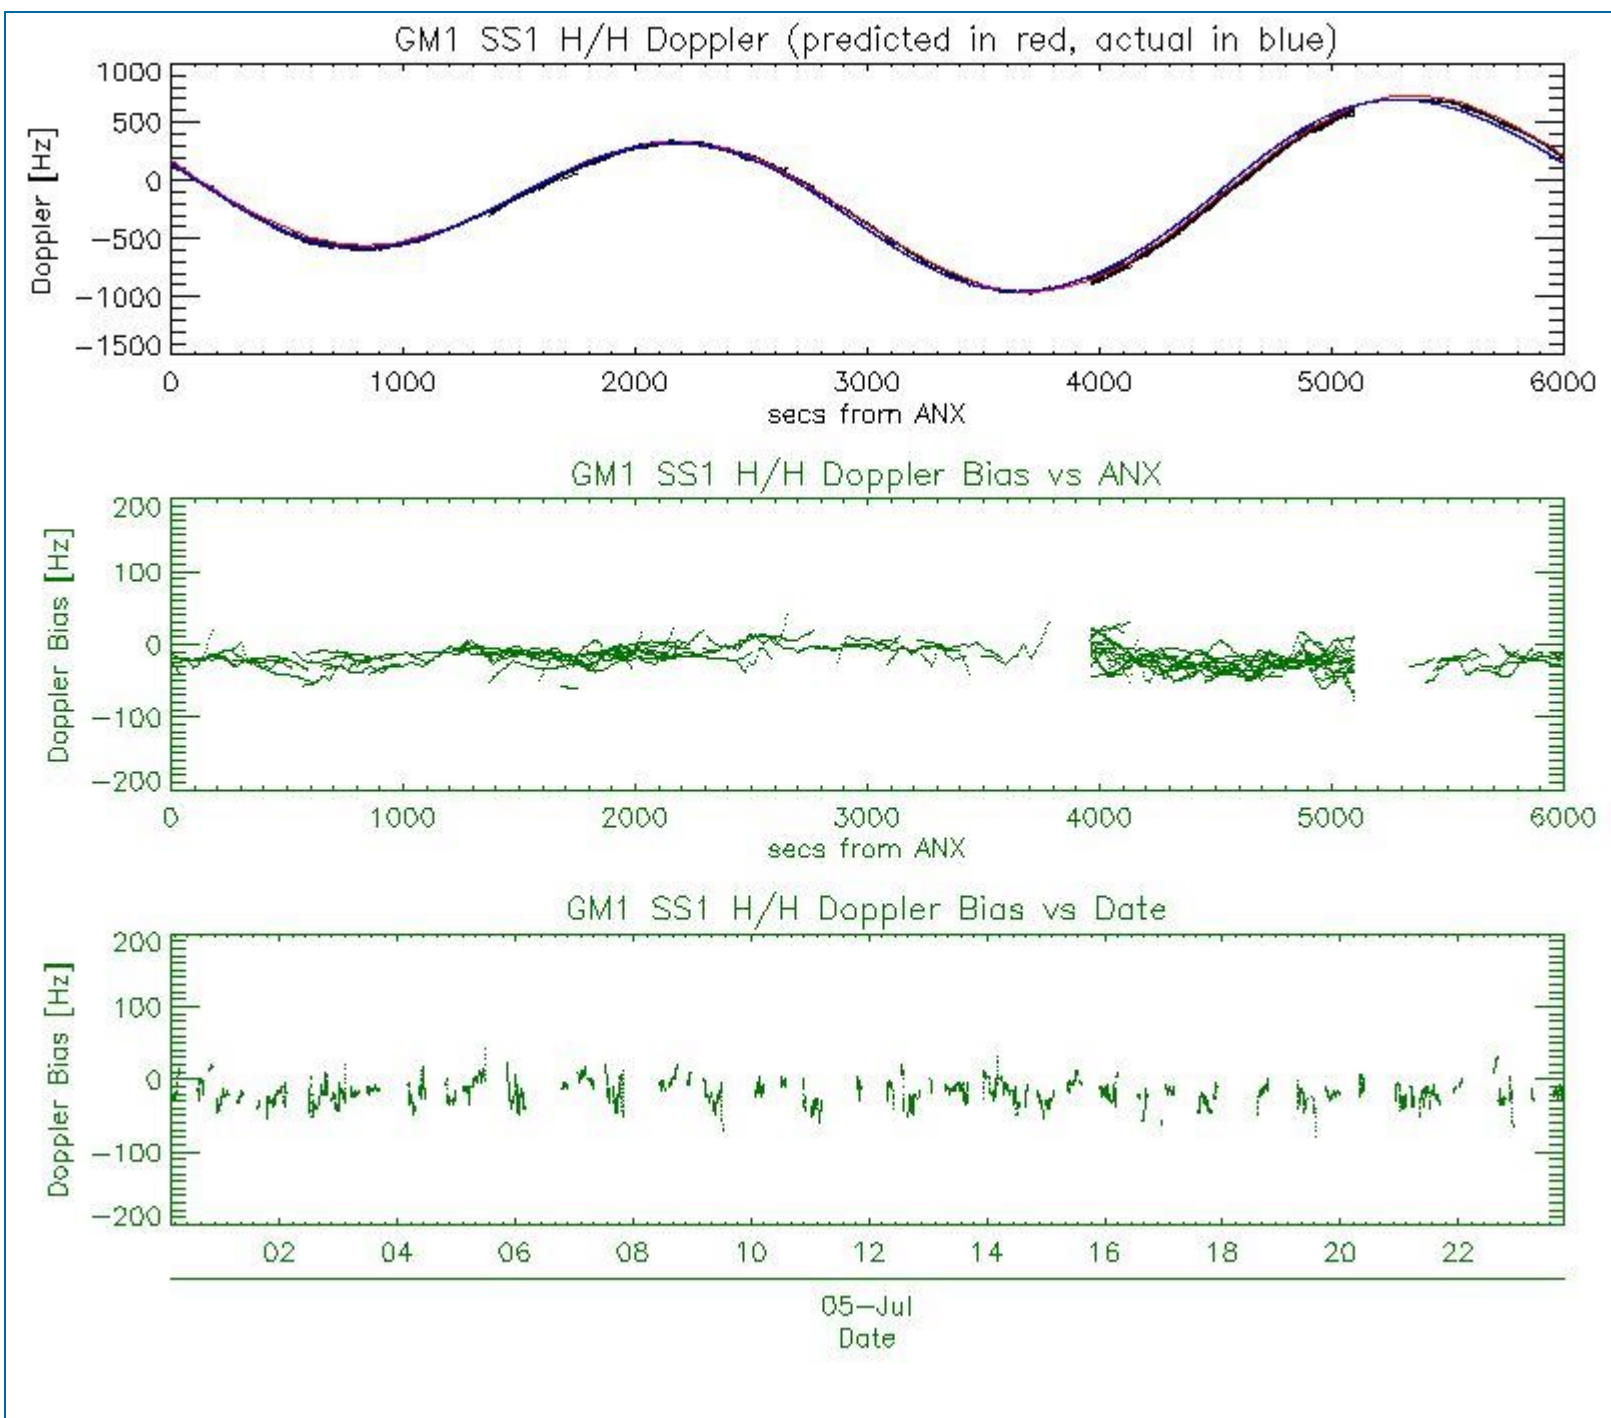 GM1 SS1 H/H Doppler (predicted in red, actual in blue)
1000
500
0
−500
−1000
−1500
Doppler [Hz]
0 1000 2000 3000 4000 5000 6000
secs from ANX
GM1 SS1 H/H Doppler Bias vs ANX
200
100
0
−100
−200
Doppler Bias [Hz]
0 1000 2000 3000 4000 5000 6000
secs from ANX
GM1 SS1 H/H Doppler Bias vs Date
200
100
0
−100
−200
Doppler Bias [Hz]
02 04 06 08 10 12 14 16 18 20 22
05−Jul
Date